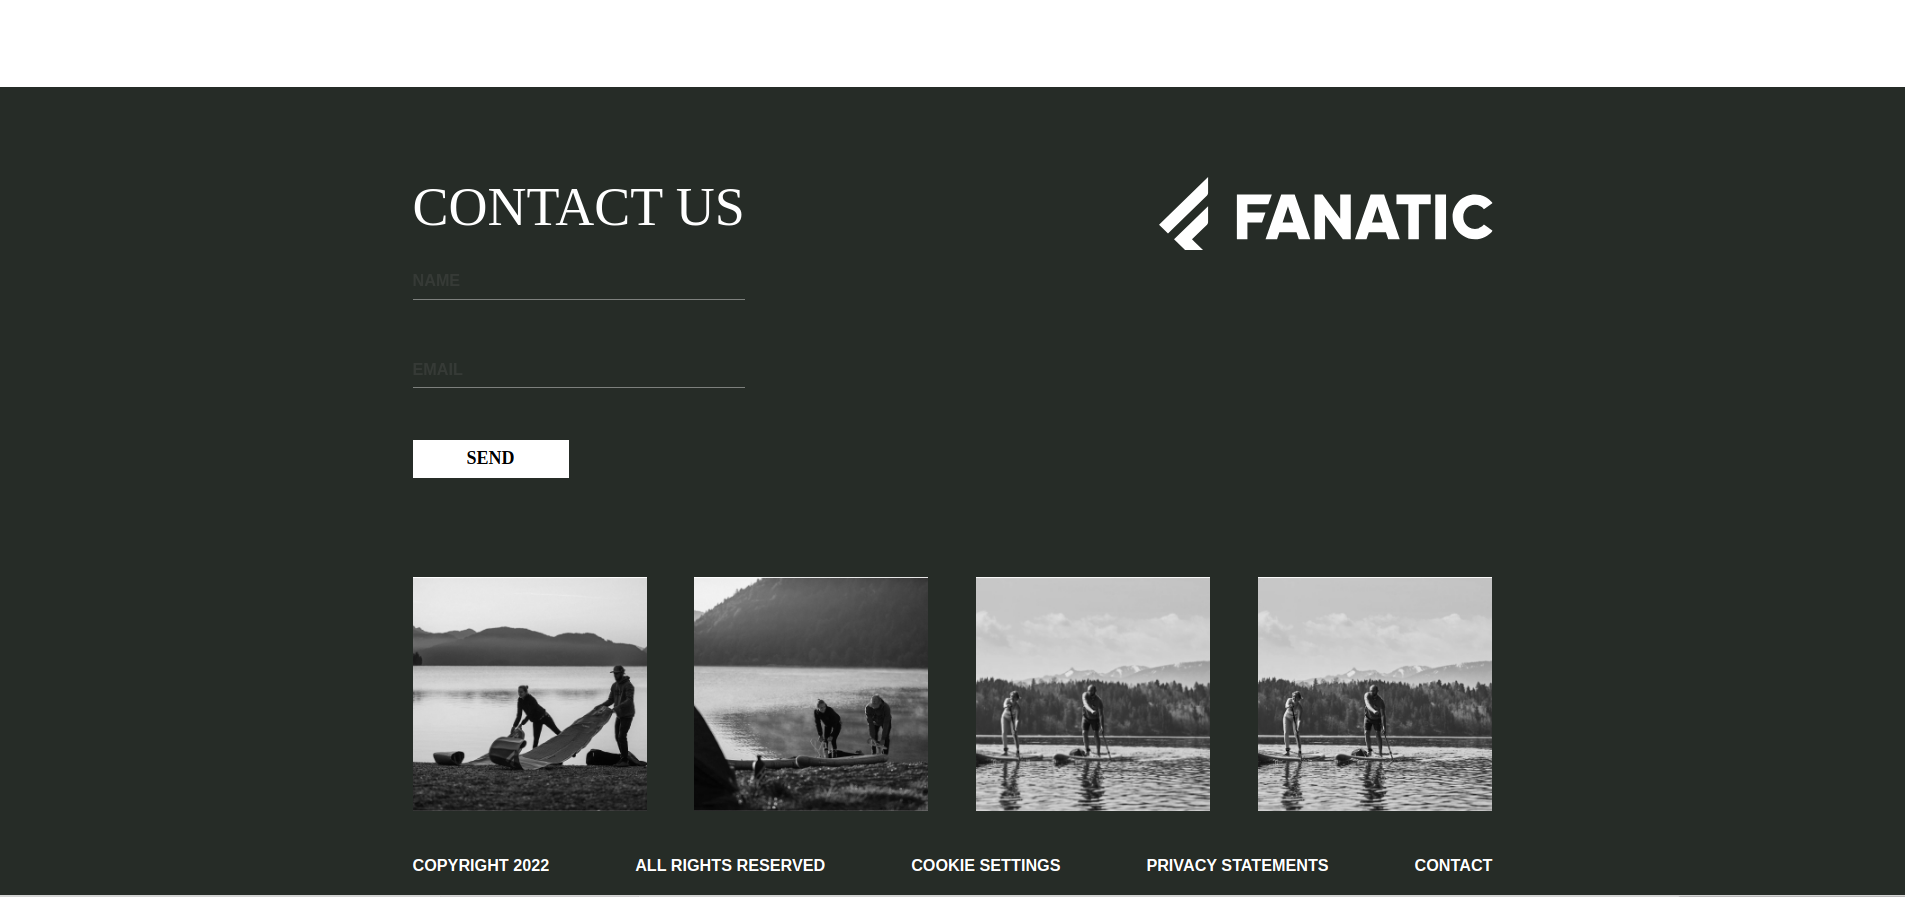 CONTACT US
FANATIC
NAME
EMAIL
SEND
COPYRIGHT 2022
ALL RIGHTS RESERVED
COOKIE SETTINGS
PRIVACY STATEMENTS
CONTACT